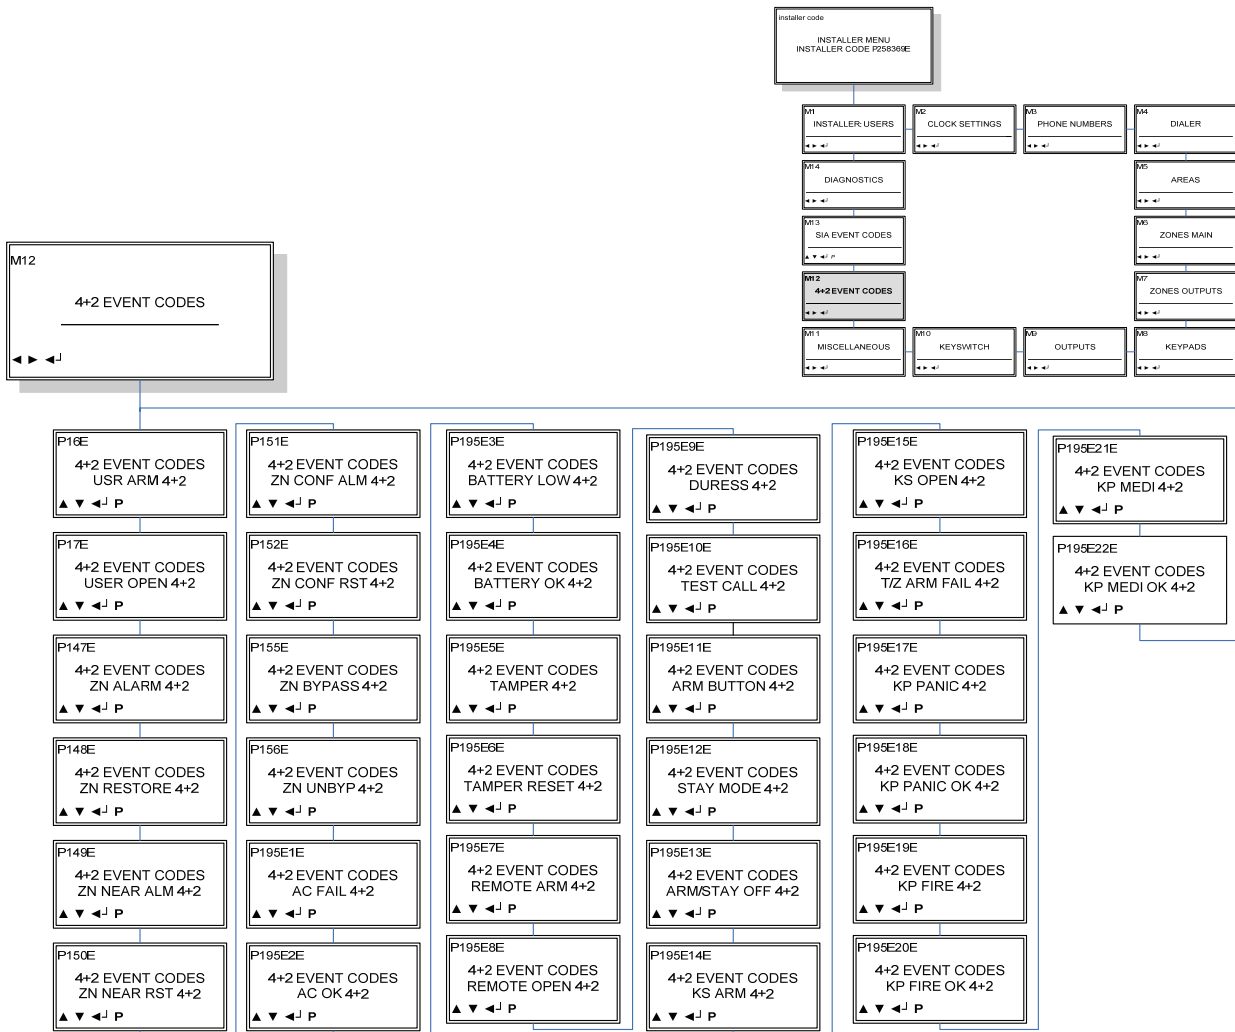 installer code
INSTALLER MENU
INSTALLER CODE P258369E
M1
INSTALLER: USERS
◄ ► ◄┘
M2
CLOCK SETTINGS
◄ ► ◄┘
M3
PHONE NUMBERS
◄ ► ◄┘
M4
DIALER
◄ ► ◄┘
M14
DIAGNOSTICS
◄ ► ◄┘
M5
AREAS
◄ ► ◄┘
M13
SIA EVENT CODES
▲ ▼ ◄┘ P
M6
ZONES MAIN
◄ ► ◄┘
M12
4+2 EVENT CODES
◄ ► ◄┘
M7
ZONES OUTPUTS
◄ ► ◄┘
M11
MISCELLANEOUS
◄ ► ◄┘
M10
KEYSWITCH
◄ ► ◄┘
M9
OUTPUTS
◄ ► ◄┘
M8
KEYPADS
◄ ► ◄┘
M12
4+2 EVENT CODES
◄ ► ◄┘
P16E
4+2 EVENT CODES
USR ARM 4+2
▲ ▼ ◄┘ P
P17E
4+2 EVENT CODES
USER OPEN 4+2
▲ ▼ ◄┘ P
P147E
4+2 EVENT CODES
ZN ALARM 4+2
▲ ▼ ◄┘ P
P148E
4+2 EVENT CODES
ZN RESTORE 4+2
▲ ▼ ◄┘ P
P149E
4+2 EVENT CODES
ZN NEAR ALM 4+2
▲ ▼ ◄┘ P
P150E
4+2 EVENT CODES
ZN NEAR RST 4+2
▲ ▼ ◄┘ P
P151E
4+2 EVENT CODES
ZN CONF ALM 4+2
▲ ▼ ◄┘ P
P152E
4+2 EVENT CODES
ZN CONF RST 4+2
▲ ▼ ◄┘ P
P155E
4+2 EVENT CODES
ZN BYPASS 4+2
▲ ▼ ◄┘ P
P156E
4+2 EVENT CODES
ZN UNBYP 4+2
▲ ▼ ◄┘ P
P195E1E
4+2 EVENT CODES
AC FAIL 4+2
▲ ▼ ◄┘ P
P195E2E
4+2 EVENT CODES
AC OK 4+2
▲ ▼ ◄┘ P
P195E3E
4+2 EVENT CODES
BATTERY LOW 4+2
▲ ▼ ◄┘ P
P195E4E
4+2 EVENT CODES
BATTERY OK 4+2
▲ ▼ ◄┘ P
P195E5E
4+2 EVENT CODES
TAMPER 4+2
▲ ▼ ◄┘ P
P195E6E
4+2 EVENT CODES
TAMPER RESET 4+2
▲ ▼ ◄┘ P
P195E7E
4+2 EVENT CODES
REMOTE ARM 4+2
▲ ▼ ◄┘ P
P195E8E
4+2 EVENT CODES
REMOTE OPEN 4+2
▲ ▼ ◄┘ P
P195E9E
4+2 EVENT CODES
DURESS 4+2
▲ ▼ ◄┘ P
P195E10E
4+2 EVENT CODES
TEST CALL 4+2
▲ ▼ ◄┘ P
P195E11E
4+2 EVENT CODES
ARM BUTTON 4+2
▲ ▼ ◄┘ P
P195E12E
4+2 EVENT CODES
STAY MODE 4+2
▲ ▼ ◄┘ P
P195E13E
4+2 EVENT CODES
ARM/STAY OFF 4+2
▲ ▼ ◄┘ P
P195E14E
4+2 EVENT CODES
KS ARM 4+2
▲ ▼ ◄┘ P
P195E15E
4+2 EVENT CODES
KS OPEN 4+2
▲ ▼ ◄┘ P
P195E16E
4+2 EVENT CODES
T/Z ARM FAIL 4+2
▲ ▼ ◄┘ P
P195E17E
4+2 EVENT CODES
KP PANIC 4+2
▲ ▼ ◄┘ P
P195E18E
4+2 EVENT CODES
KP PANIC OK 4+2
▲ ▼ ◄┘ P
P195E19E
4+2 EVENT CODES
KP FIRE 4+2
▲ ▼ ◄┘ P
P195E20E
4+2 EVENT CODES
KP FIRE OK 4+2
▲ ▼ ◄┘ P
P195E21E
4+2 EVENT CODES
KP MEDI 4+2
▲ ▼ ◄┘ P
P195E22E
4+2 EVENT CODES
KP MEDI OK 4+2
▲ ▼ ◄┘ P